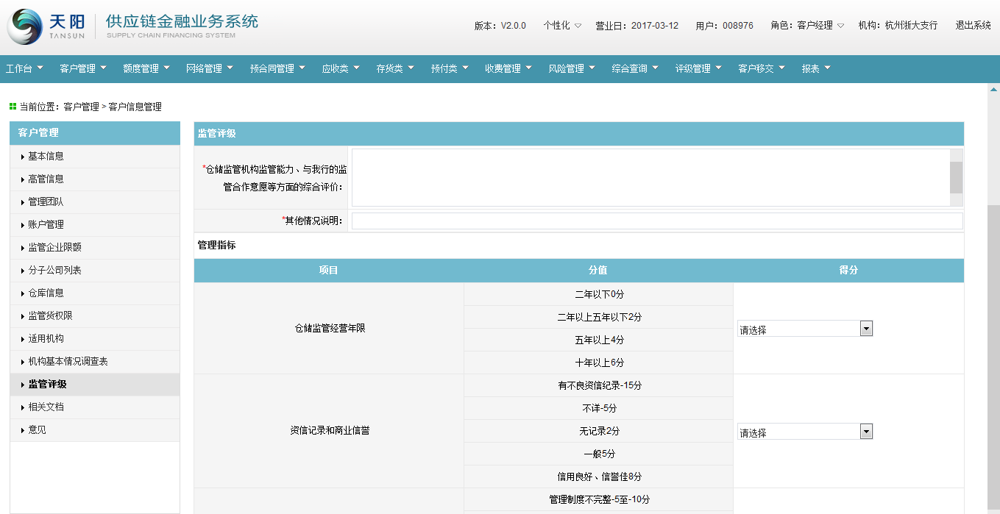 天阳 供应链金融业务系统
TANSUN SUPPLY CHAIN FINANCING SYSTEM
版本：V2.0.0 个性化 营业日：2017-03-12 用户：008976 角色：客户经理 机构：杭州浙大支行 退出系统
工作台 客户管理 额度管理 网络管理 预合同管理 应收类 存货类 预付类 收费管理 风险管理 综合查询 评级管理 客户移交 报表
当前位置：客户管理 > 客户信息管理
客户管理
基本信息
高管信息
管理团队
账户管理
监管企业限额
分子公司列表
仓库信息
监管货权限
适用机构
机构基本情况调查表
监管评级
相关文档
意见
监管评级
*仓储监管机构监管能力、与我行的监
管合作意愿等方面的综合评价：
*其他情况说明：
管理指标
项目 分值 得分
仓储监管经营年限
二年以下0分
二年以上五年以下2分
五年以上4分
十年以上6分
请选择
资信记录和商业信誉
有不良资信纪录-15分
不详-5分
无记录2分
一般5分
信用良好、信誉佳8分
请选择
管理制度不完整-5至-10分